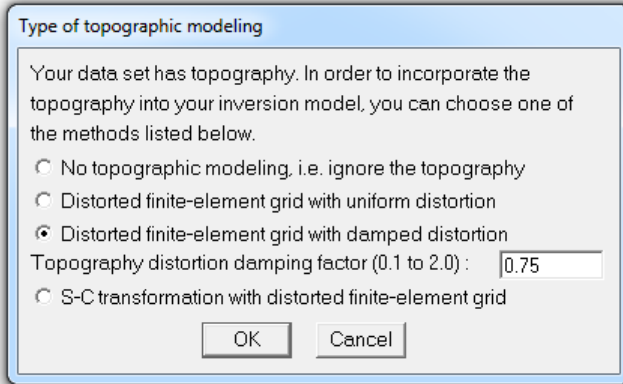 Type of topographic modeling
Your data set has topography. In order to incorporate the
topography into your inversion model, you can choose one of
the methods listed below.
No topographic modeling, i.e. ignore the topography
Distorted finite-element grid with uniform distortion
Distorted finite-element grid with damped distortion
Topography distortion damping factor (0.1 to 2.0) : 0.75
S-C transformation with distorted finite-element grid
OK Cancel